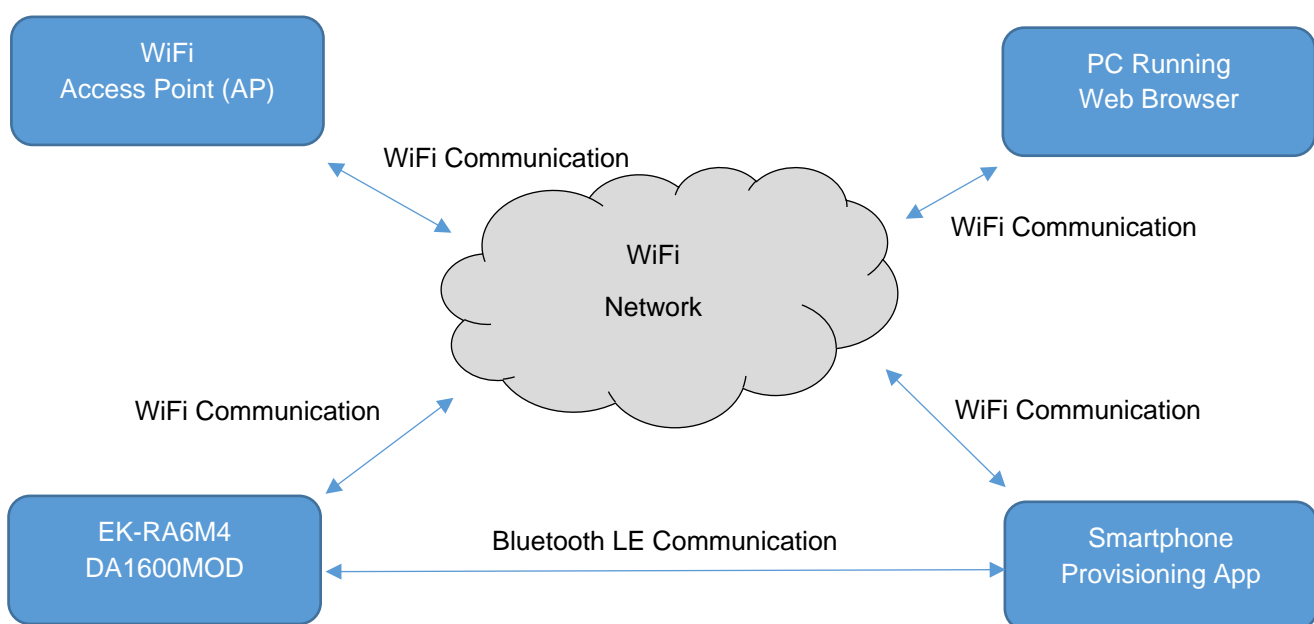 WiFi
Access Point (AP)
PC Running
Web Browser
WiFi Communication
WiFi Communication
WiFi
Network
WiFi Communication
WiFi Communication
EK-RA6M4
DA1600MOD
Bluetooth LE Communication
Smartphone
Provisioning App